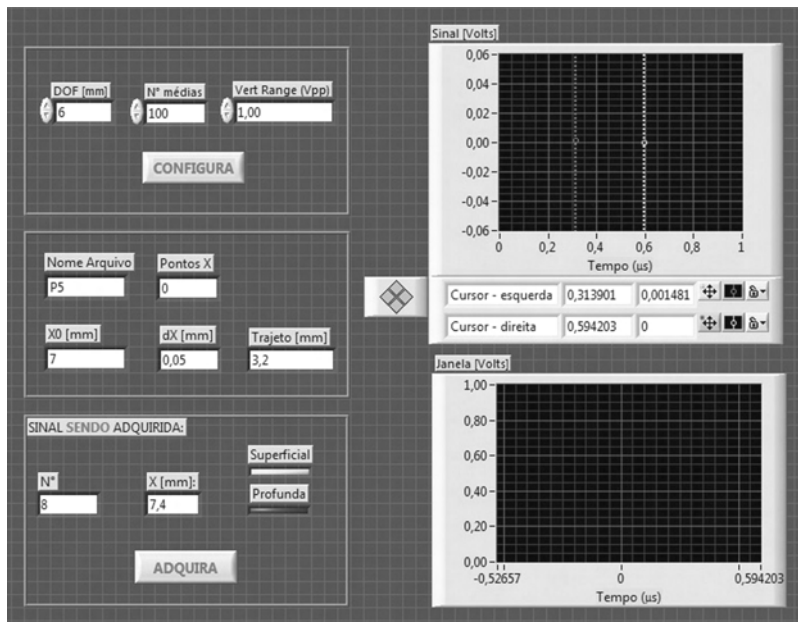 DOF [mm]
N° médias
Vert Range (Vpp)
6
100
1,00
CONFIGURA
Nome Arquivo
Pontos X
P5
0
X0 [mm]
dX [mm]
Trajeto [mm]
7
0,05
3,2
SINAL SENDO ADQUIRIDA:
N°
X [mm]:
Superficial
8
7,4
Profunda
ADQUIRA
Sinal [Volts]
0,06
0,04
0,02
0,00
-0,02
-0,04
-0,06
0 0,2 0,4 0,6 0,8 1
Tempo (µs)
Cursor - esquerda 0,313901 0,001481
Cursor - direita 0,594203 0
Janela [Volts]
1,00
0,80
0,60
0,40
0,20
0,00
-0,52657 0 0,594203
Tempo (µs)